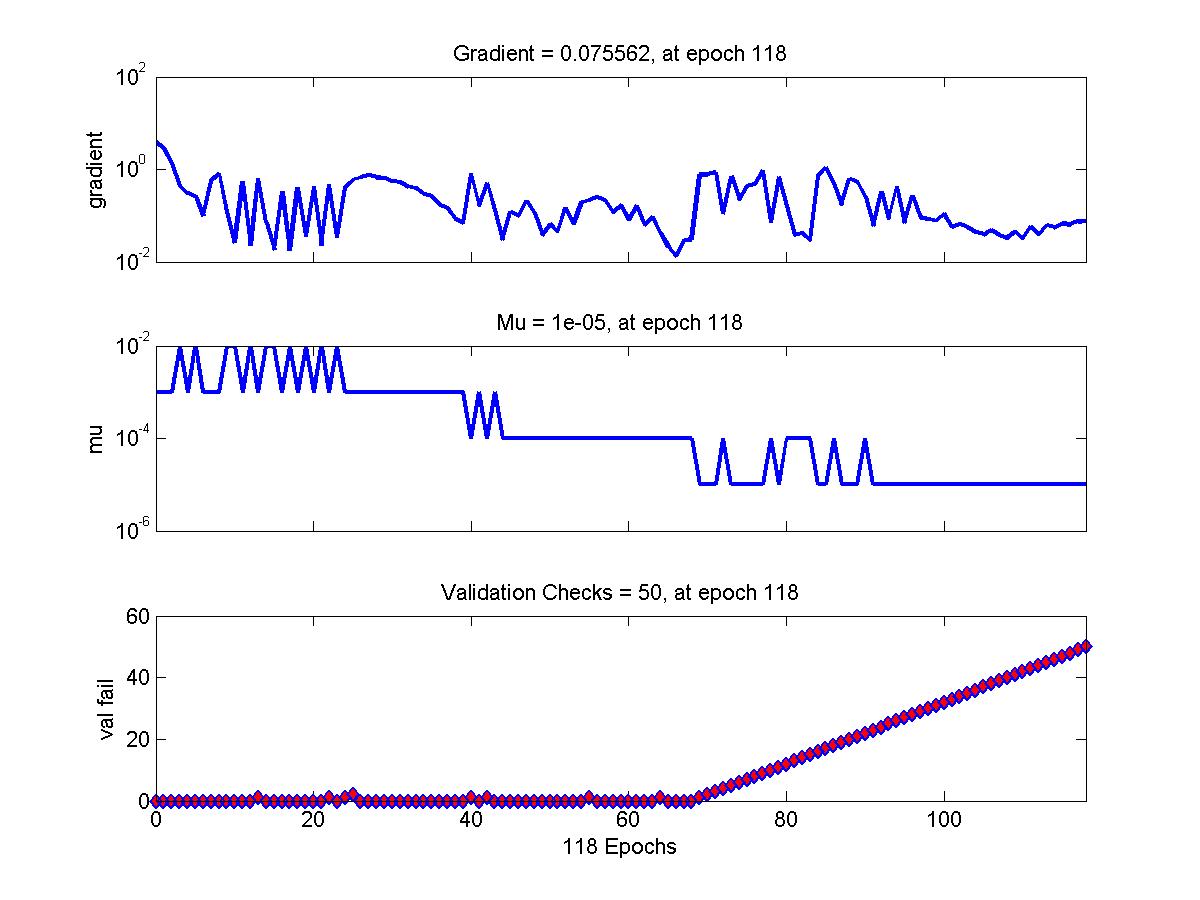 Gradient = 0.075562, at epoch 118
10^2
10^0
10^-2
gradient
Mu = 1e-05, at epoch 118
10^-2
10^-4
10^-6
mu
Validation Checks = 50, at epoch 118
60
40
20
0
val fail
0 20 40 60 80 100
118 Epochs